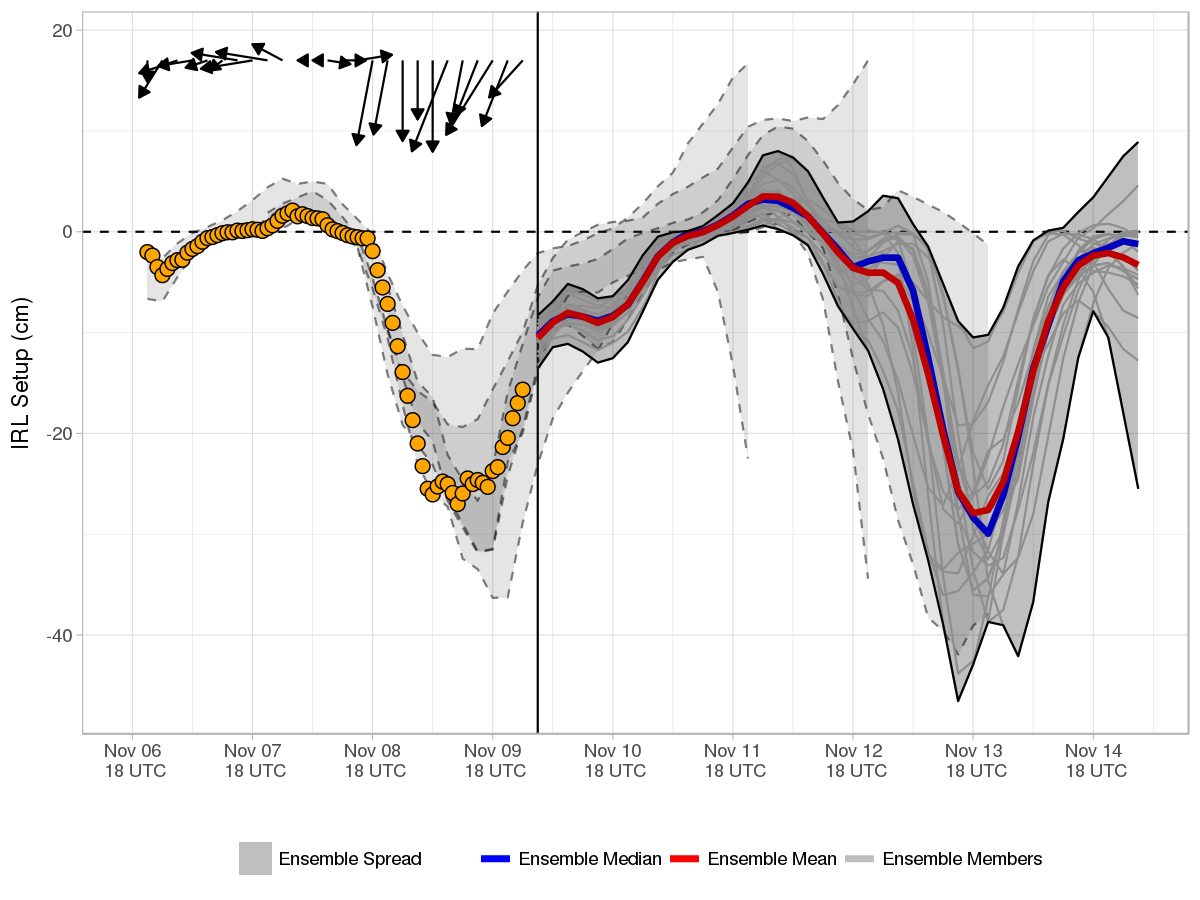 20
0
-20
-40
IRL Setup (cm)
Nov 06 Nov 07 Nov 08 Nov 09 Nov 10 Nov 11 Nov 12 Nov 13 Nov 14
18 UTC 18 UTC 18 UTC 18 UTC 18 UTC 18 UTC 18 UTC 18 UTC 18 UTC
Ensemble Spread Ensemble Median Ensemble Mean Ensemble Members